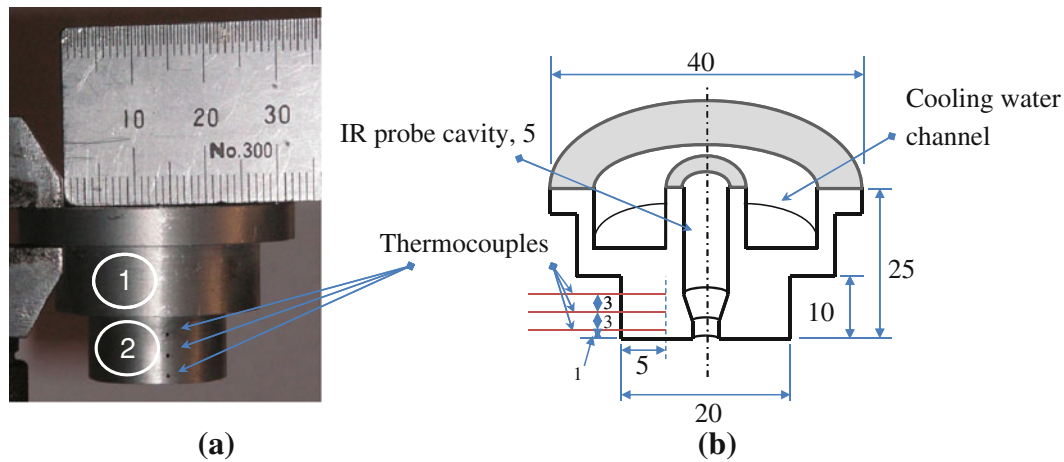 10 20 30
No.300
1
2
Thermocouples
(a)
40
IR probe cavity, 5
Cooling water
channel
3
3
1
5
20
10
25
(b)